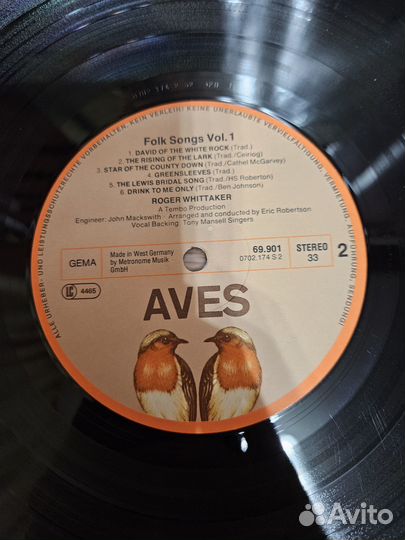 Folk Songs Vol. 1
1. DAVID OF THE WHITE ROCK (Trad.)
2. THE RISING OF THE LARK (Trad./Ceiriog)
3. STAR OF THE COUNTY DOWN (Trad./Cathel McGarvey)
4. GREENSLEEVES (Trad.)
5. THE LEWIS BRIDAL SONG (Trad./HS Roberton)
6. DRINK TO ME ONLY (Trad./Ben Johnson)
ROGER WHITTAKER
A Tembo Production
Engineer: John Mackswith - Arranged and conducted by Eric Robertson
Vocal Backing: Tony Mansell Singers
GEMA
Made in West Germany
by Metronome Musik
GmbH
69.901
0702.174 S 2
STEREO
33
2
LC 4465
AVES
ALLE URHEBER- UND LEISTUNGSSCHUTZRECHTE VORBEHALTEN. KEIN VERLEIH! KEINE UNERLAUBTE VERVIELFÄLTIGUNG, VERMIETUNG, AUFFÜHRUNG, SENDUNG!
Avito